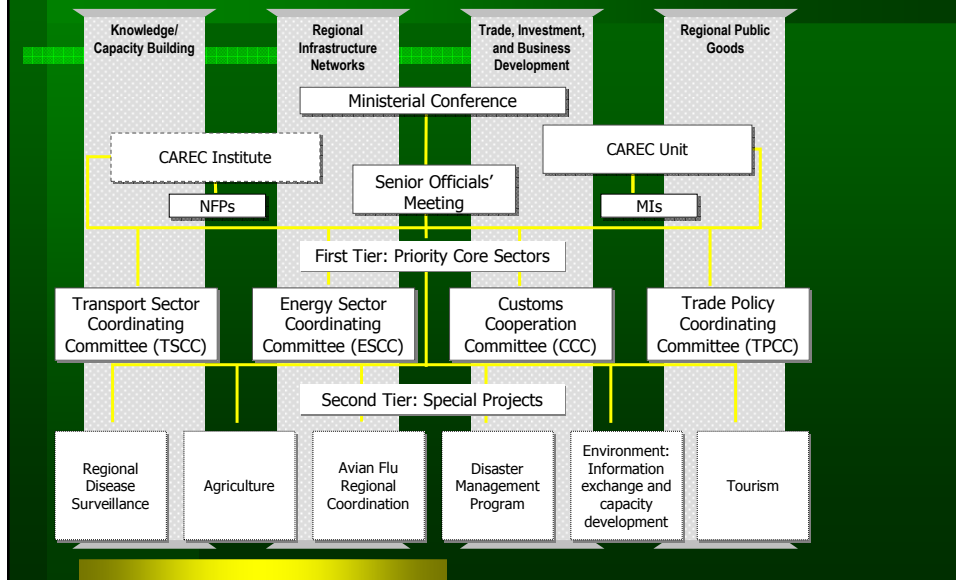 Knowledge/
Capacity Building
Regional
Infrastructure
Networks
Trade, Investment,
and Business
Development
Regional Public
Goods
Ministerial Conference
CAREC Institute
CAREC Unit
Senior Officials’
Meeting
NFPs
MIs
First Tier: Priority Core Sectors
Transport Sector
Coordinating
Committee (TSCC)
Energy Sector
Coordinating
Committee (ESCC)
Customs
Cooperation
Committee (CCC)
Trade Policy
Coordinating
Committee (TPCC)
Second Tier: Special Projects
Regional
Disease
Surveillance
Agriculture
Avian Flu
Regional
Coordination
Disaster
Management
Program
Environment:
Information
exchange and
capacity
development
Tourism